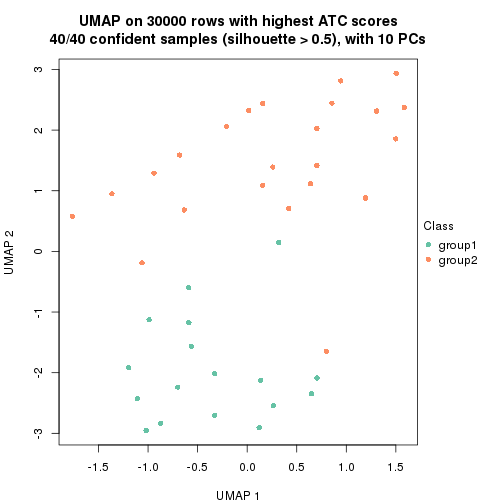 UMAP on 30000 rows with highest ATC scores
40/40 confident samples (silhouette > 0.5), with 10 PCs
3
2
1
0
-1
-2
-3
UMAP 2
-1.5 -1.0 -0.5 0.0 0.5 1.0 1.5
UMAP 1
Class
group1
group2